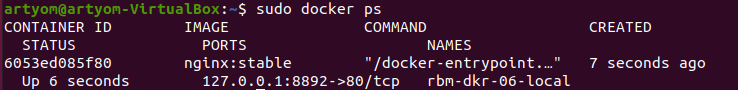 artyom@artyom-VirtualBox:~$ sudo docker ps
CONTAINER ID   IMAGE          COMMAND                  CREATED
  STATUS         PORTS                    NAMES
6053ed085f80   nginx:stable   "/docker-entrypoint.…"   7 seconds ago
  Up 6 seconds   127.0.0.1:8892->80/tcp   rbm-dkr-06-local